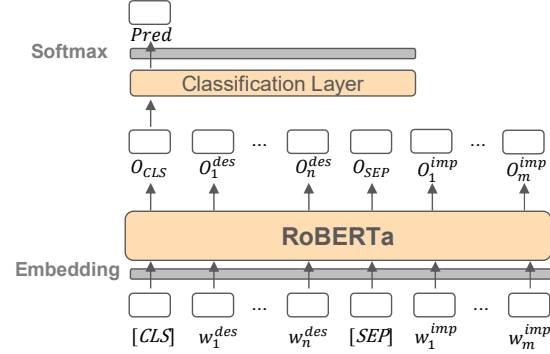 Pred
Softmax
Classification Layer
O_CLS O_1^des ... O_n^des O_SEP O_1^imp ... O_m^imp
RoBERTa
Embedding
[CLS] w_1^des ... w_n^des [SEP] w_1^imp ... w_m^imp